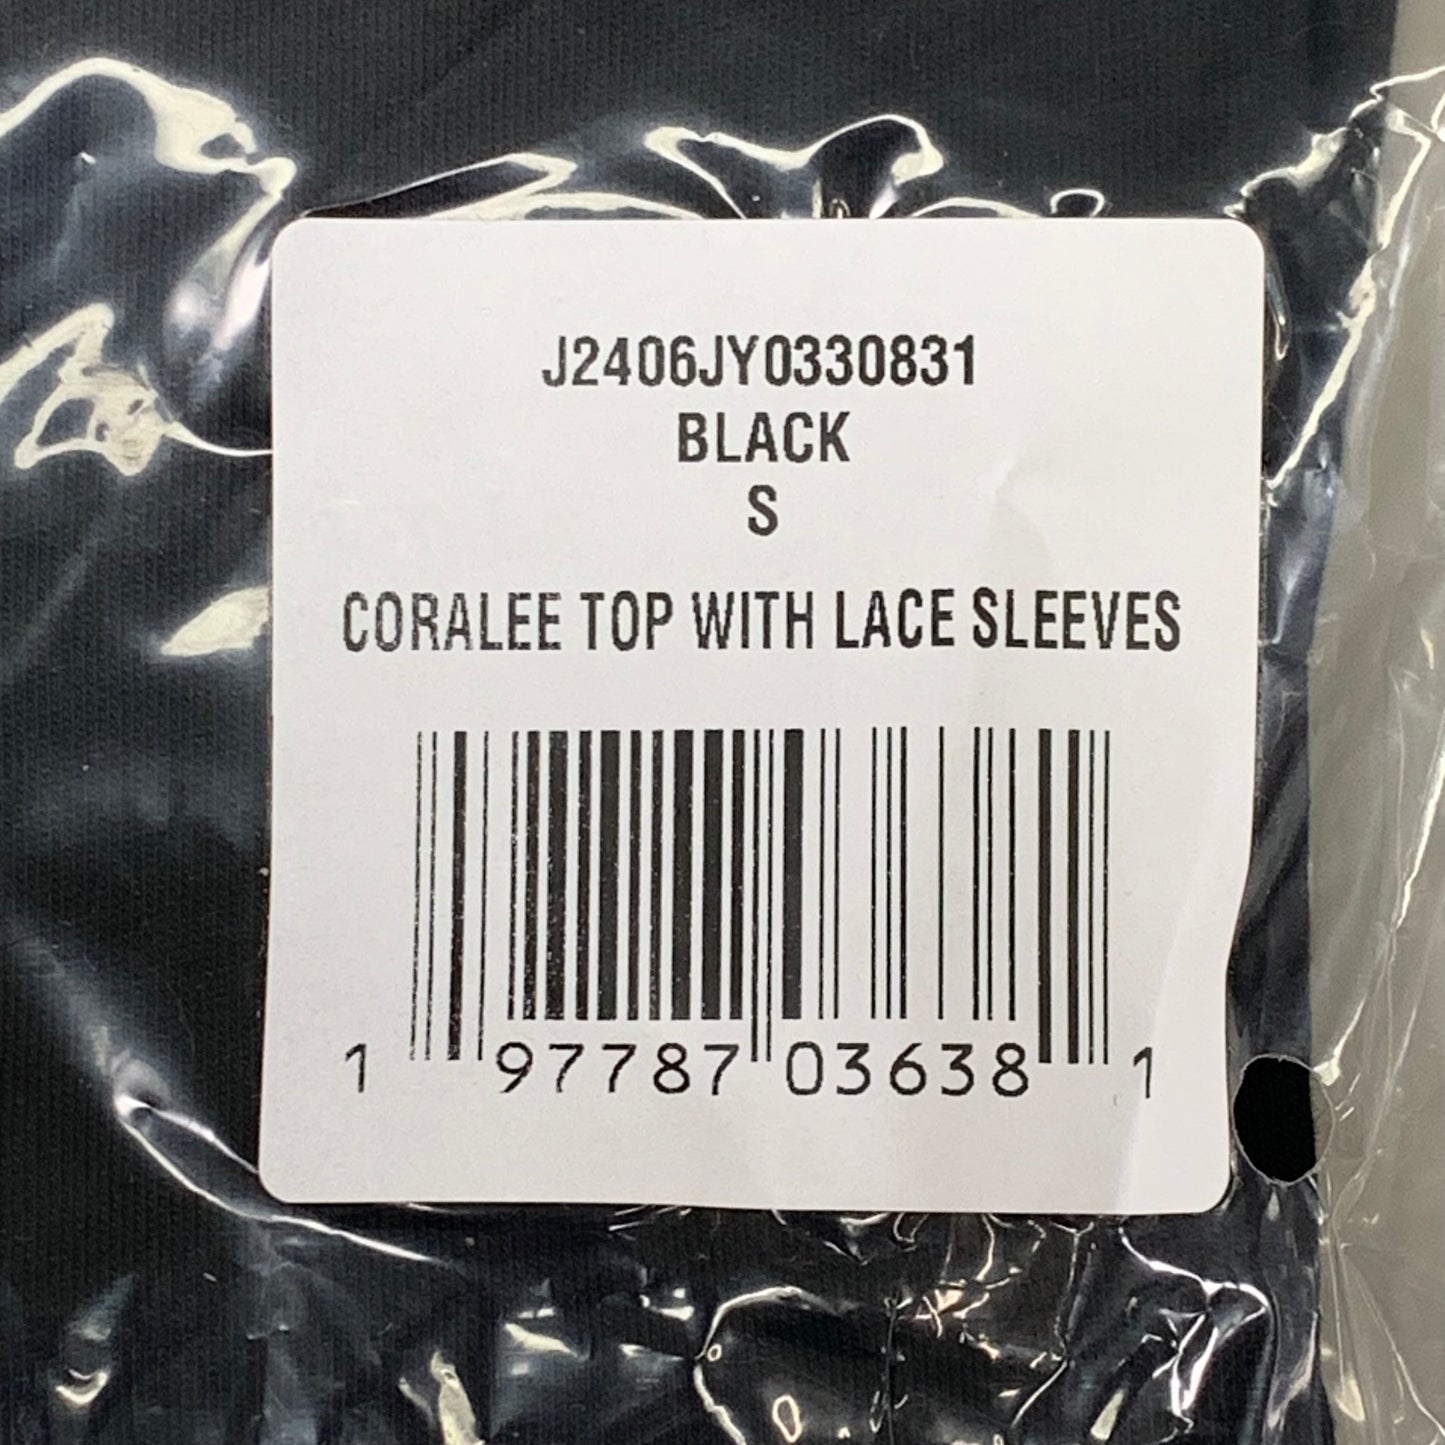 J2406JY0330831
BLACK
S
CORALEE TOP WITH LACE SLEEVES
1 97787 03638 1